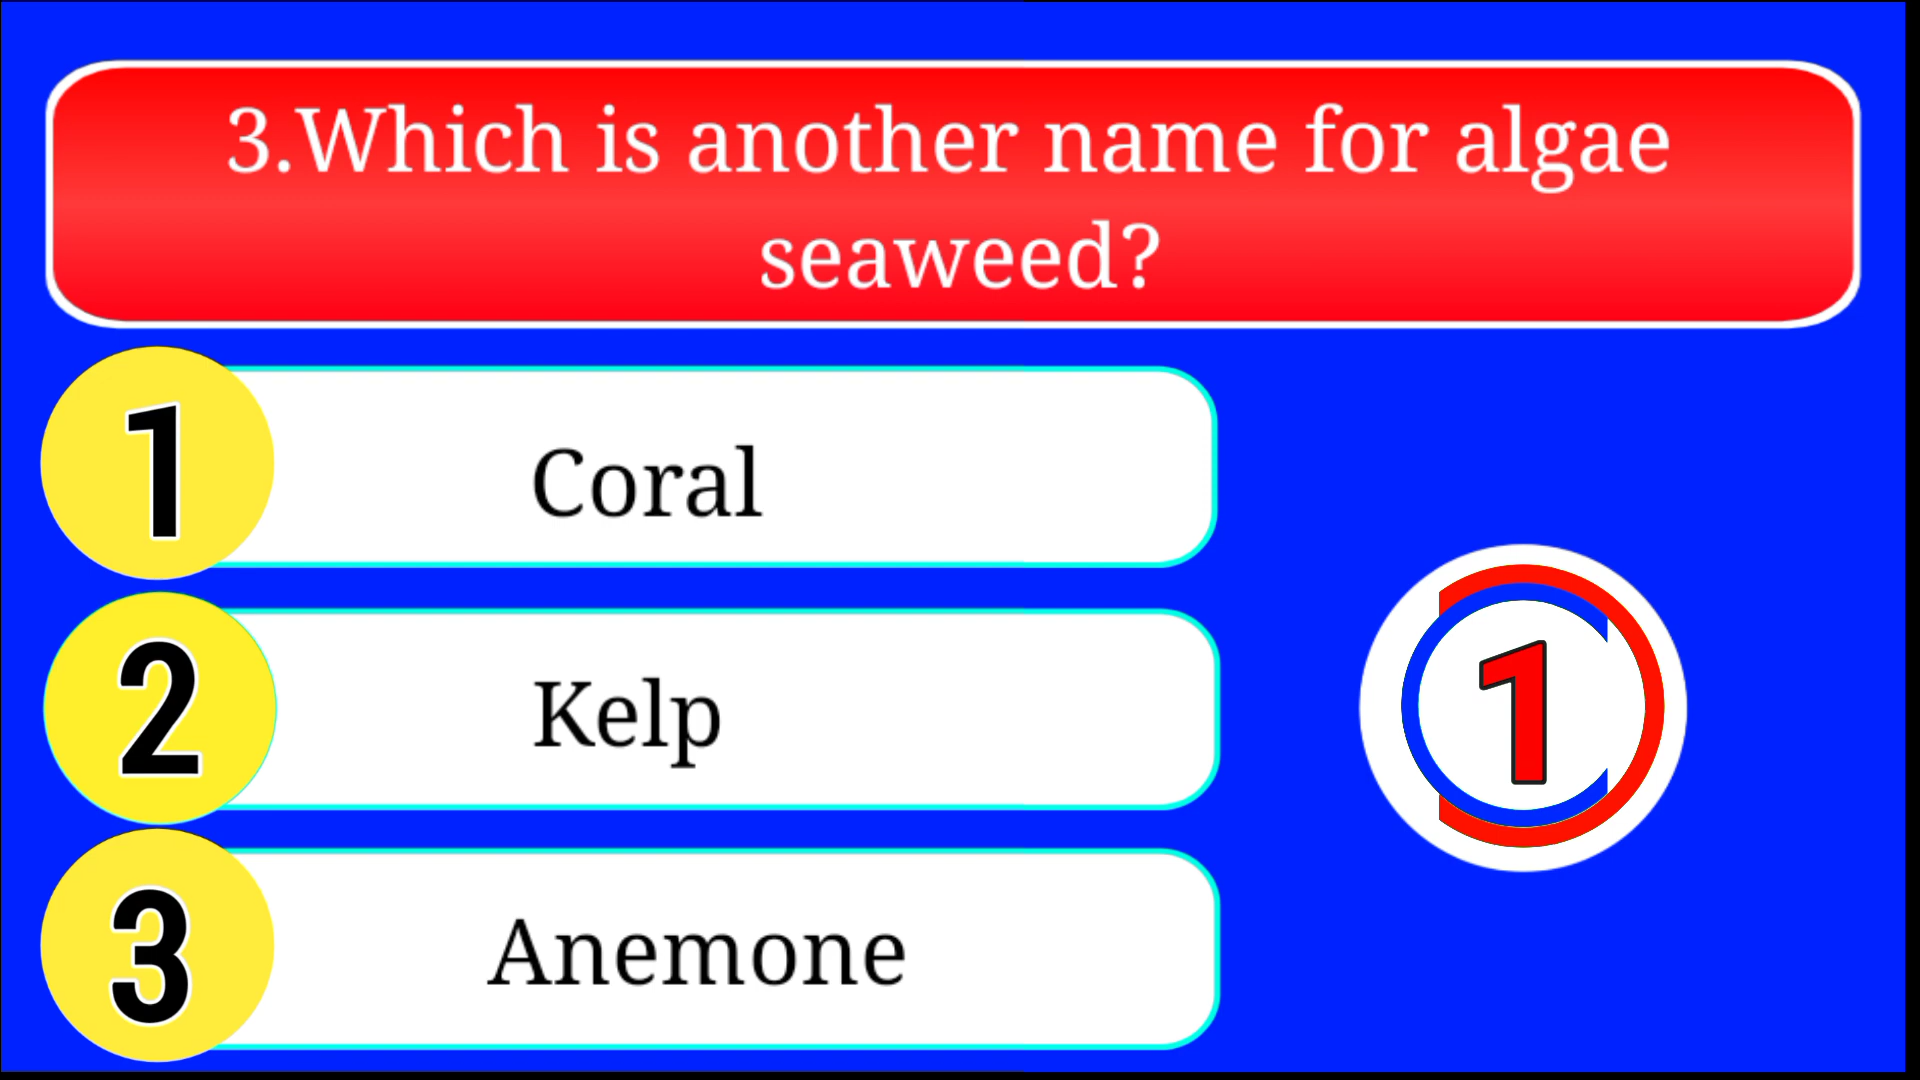 3.Which is another name for algae
seaweed?
1
Coral
2
Kelp
1
3
Anemone